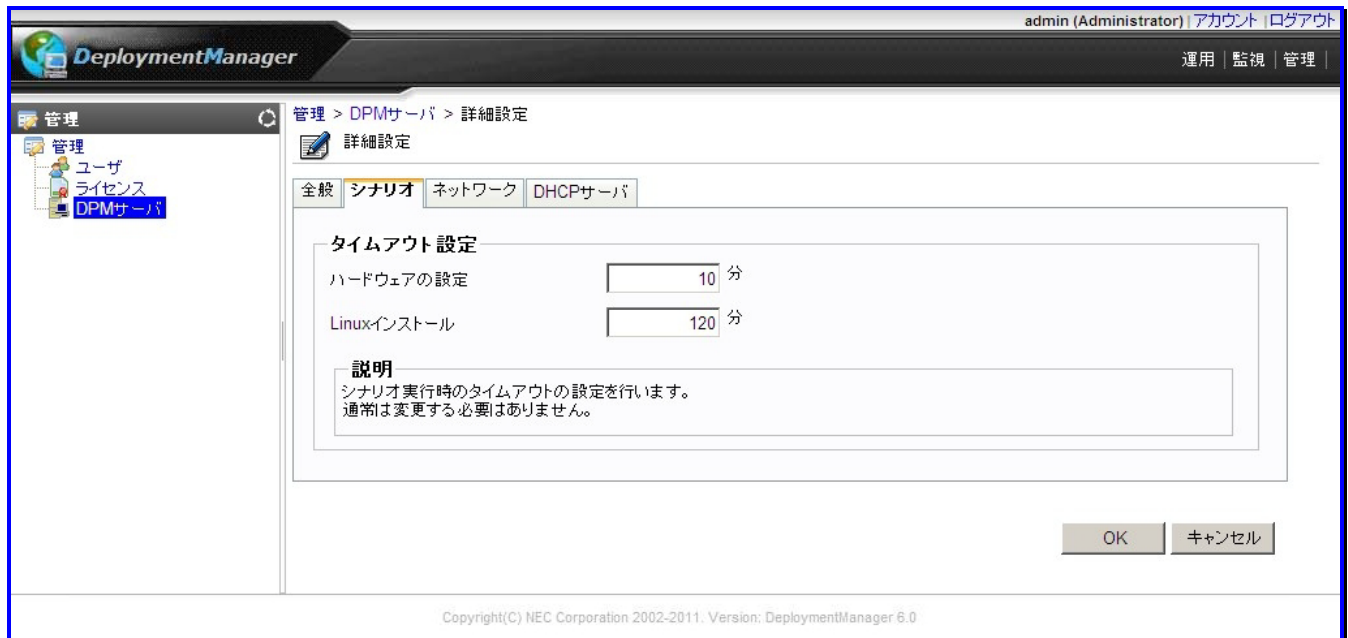 admin (Administrator) | アカウント | ログアウト
DeploymentManager
運用 | 監視 | 管理 |
管理
管理
ユーザ
ライセンス
DPMサーバ
管理 > DPMサーバ > 詳細設定
詳細設定
全般 シナリオ ネットワーク DHCPサーバ
タイムアウト設定
ハードウェアの設定 10 分
Linuxインストール 120 分
説明
シナリオ実行時のタイムアウトの設定を行います。
通常は変更する必要はありません。
OK キャンセル
Copyright(C) NEC Corporation 2002-2011. Version: DeploymentManager 6.0